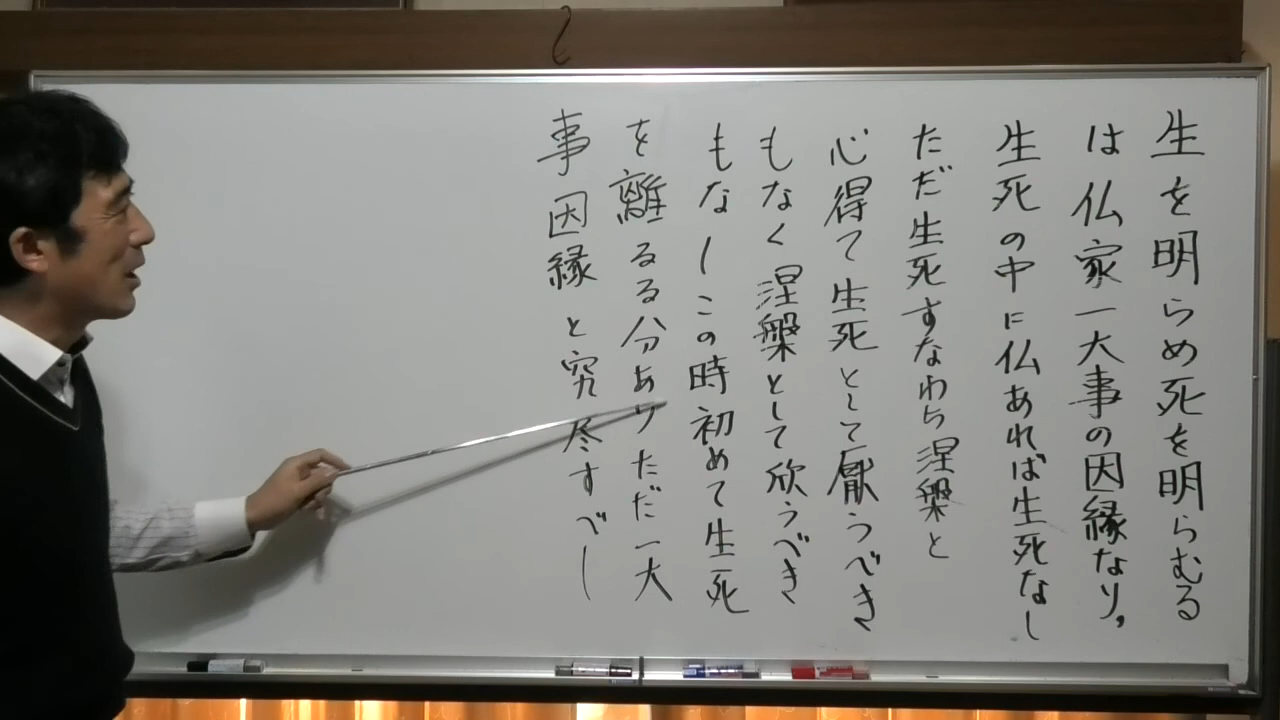 生を明らめ死を明らむる
は仏家一大事の因縁なり，
生死の中に仏あれば生死なし
ただ生死すなわち涅槃と
心得て生死として厭うべき
もなく涅槃として欣うべき
もなしこの時初めて生死
を離るる分ありただ一大
事因縁と究尽すべし